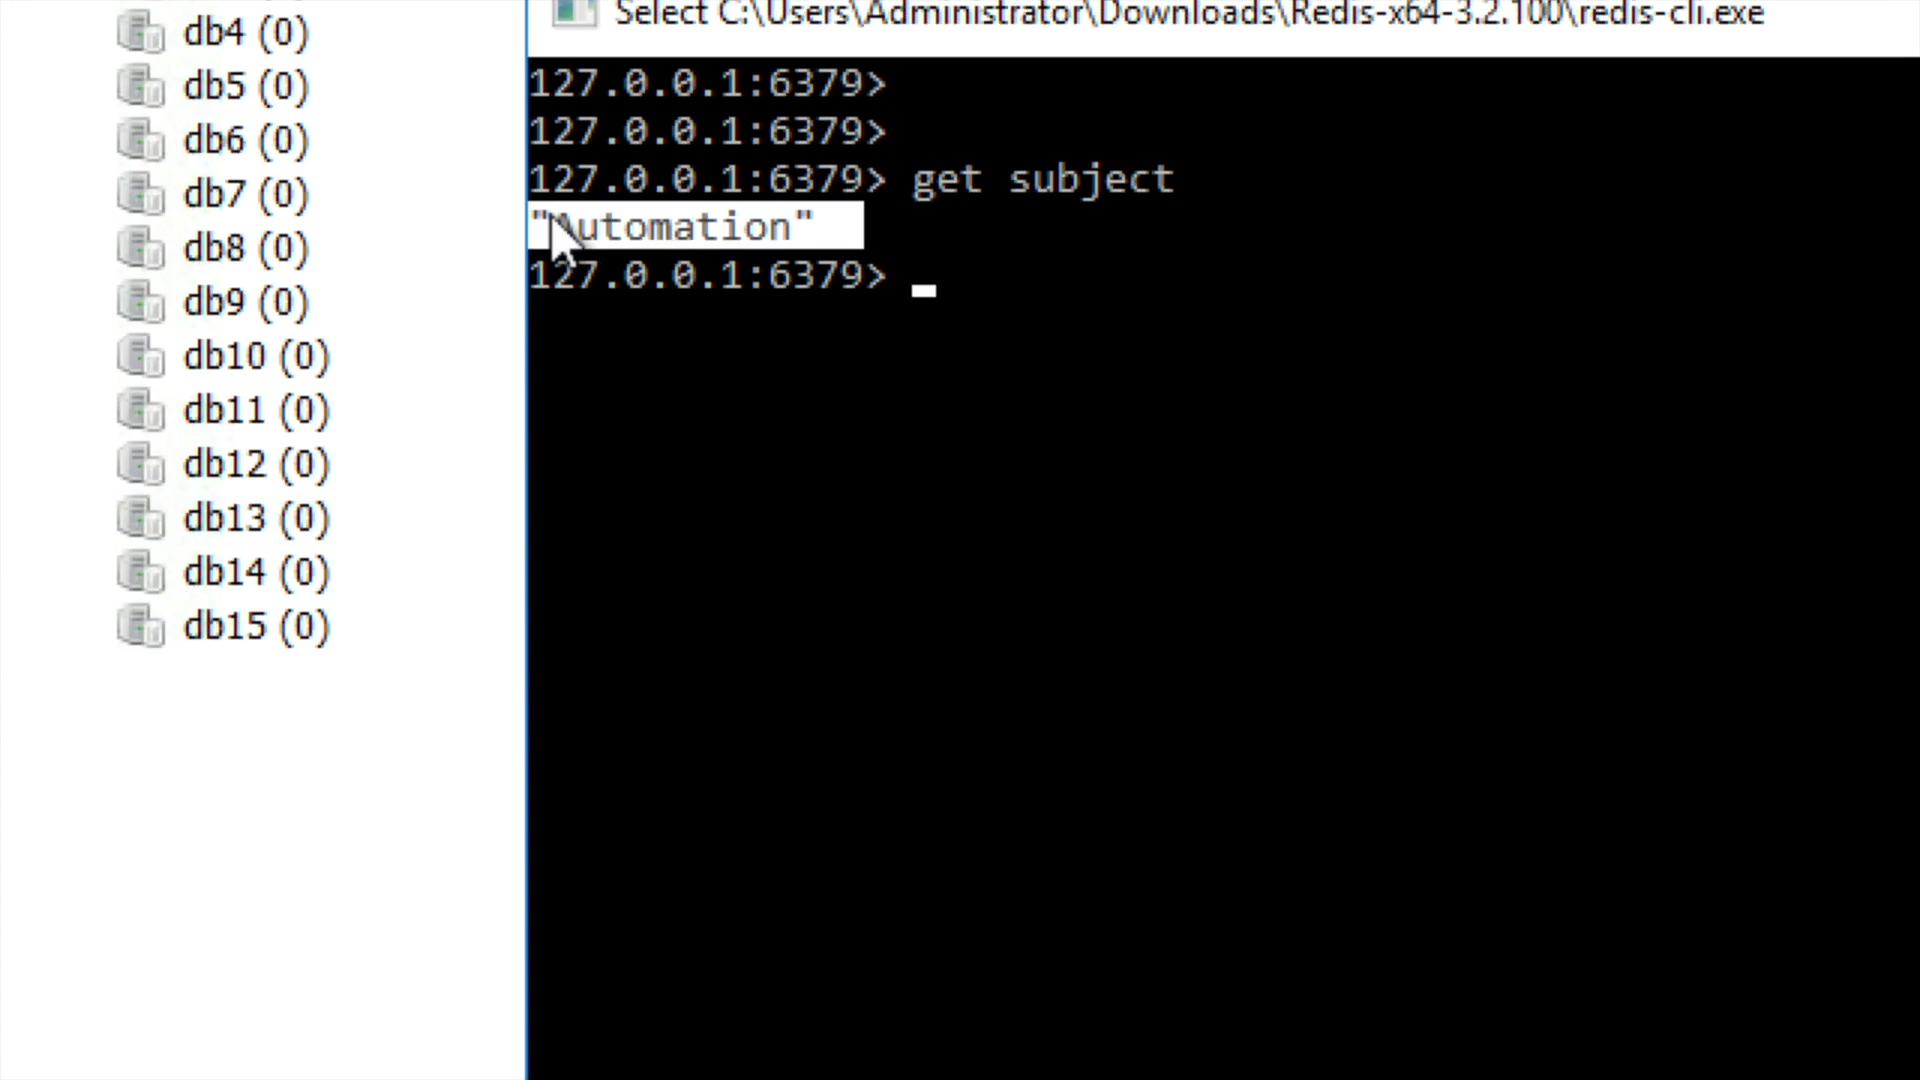 db4 (0)
db5 (0)
db6 (0)
db7 (0)
db8 (0)
db9 (0)
db10 (0)
db11 (0)
db12 (0)
db13 (0)
db14 (0)
db15 (0)
Select C:\Users\Administrator\Downloads\Redis-x64-3.2.100\redis-cli.exe
127.0.0.1:6379>
127.0.0.1:6379>
127.0.0.1:6379> get subject
"Automation"
127.0.0.1:6379>